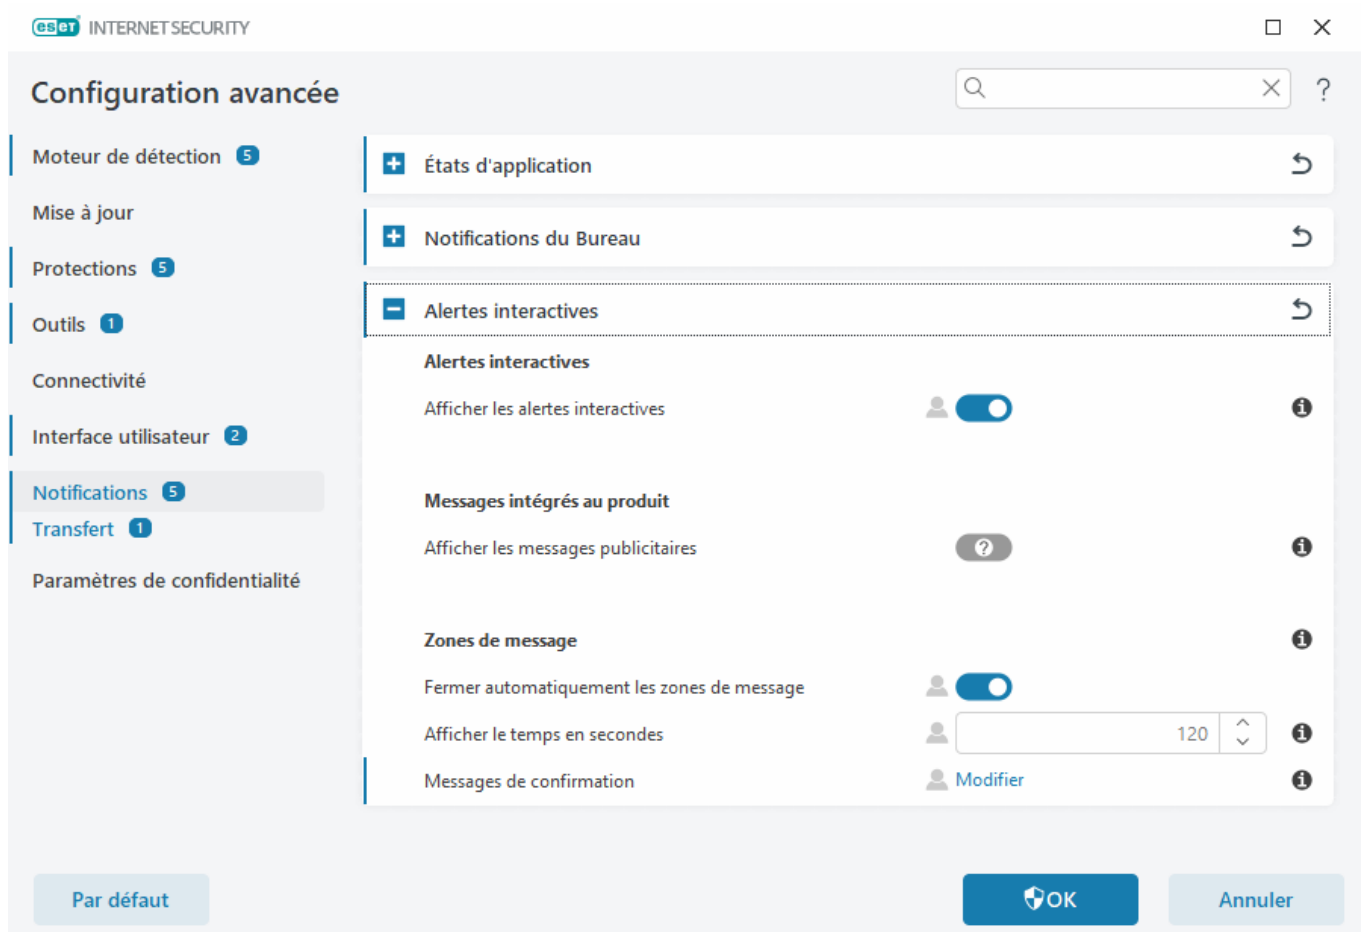 eseT INTERNET SECURITY
Configuration avancée
?
Moteur de détection 5
Mise à jour
Protections 5
Outils 1
Connectivité
Interface utilisateur 2
Notifications 5
Transfert 1
Paramètres de confidentialité
États d'application
Notifications du Bureau
Alertes interactives
Alertes interactives
Afficher les alertes interactives
Messages intégrés au produit
Afficher les messages publicitaires ?
Zones de message
Fermer automatiquement les zones de message
Afficher le temps en secondes 120
Messages de confirmation Modifier
Par défaut
OK
Annuler